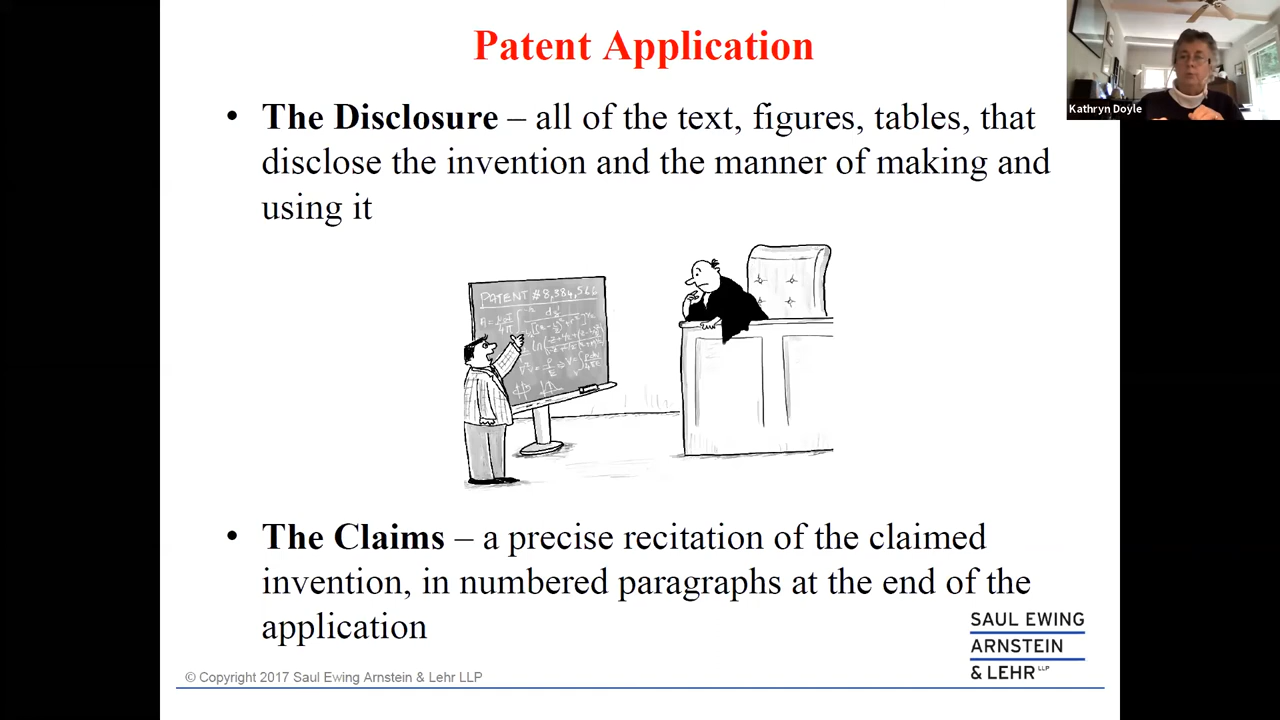 Patent Application
Kathryn Doyle
• The Disclosure – all of the text, figures, tables, that
disclose the invention and the manner of making and
using it
PATENT #8,384,566
• The Claims – a precise recitation of the claimed
invention, in numbered paragraphs at the end of the
application
SAUL EWING
ARNSTEIN
& LEHR LLP
© Copyright 2017 Saul Ewing Arnstein & Lehr LLP